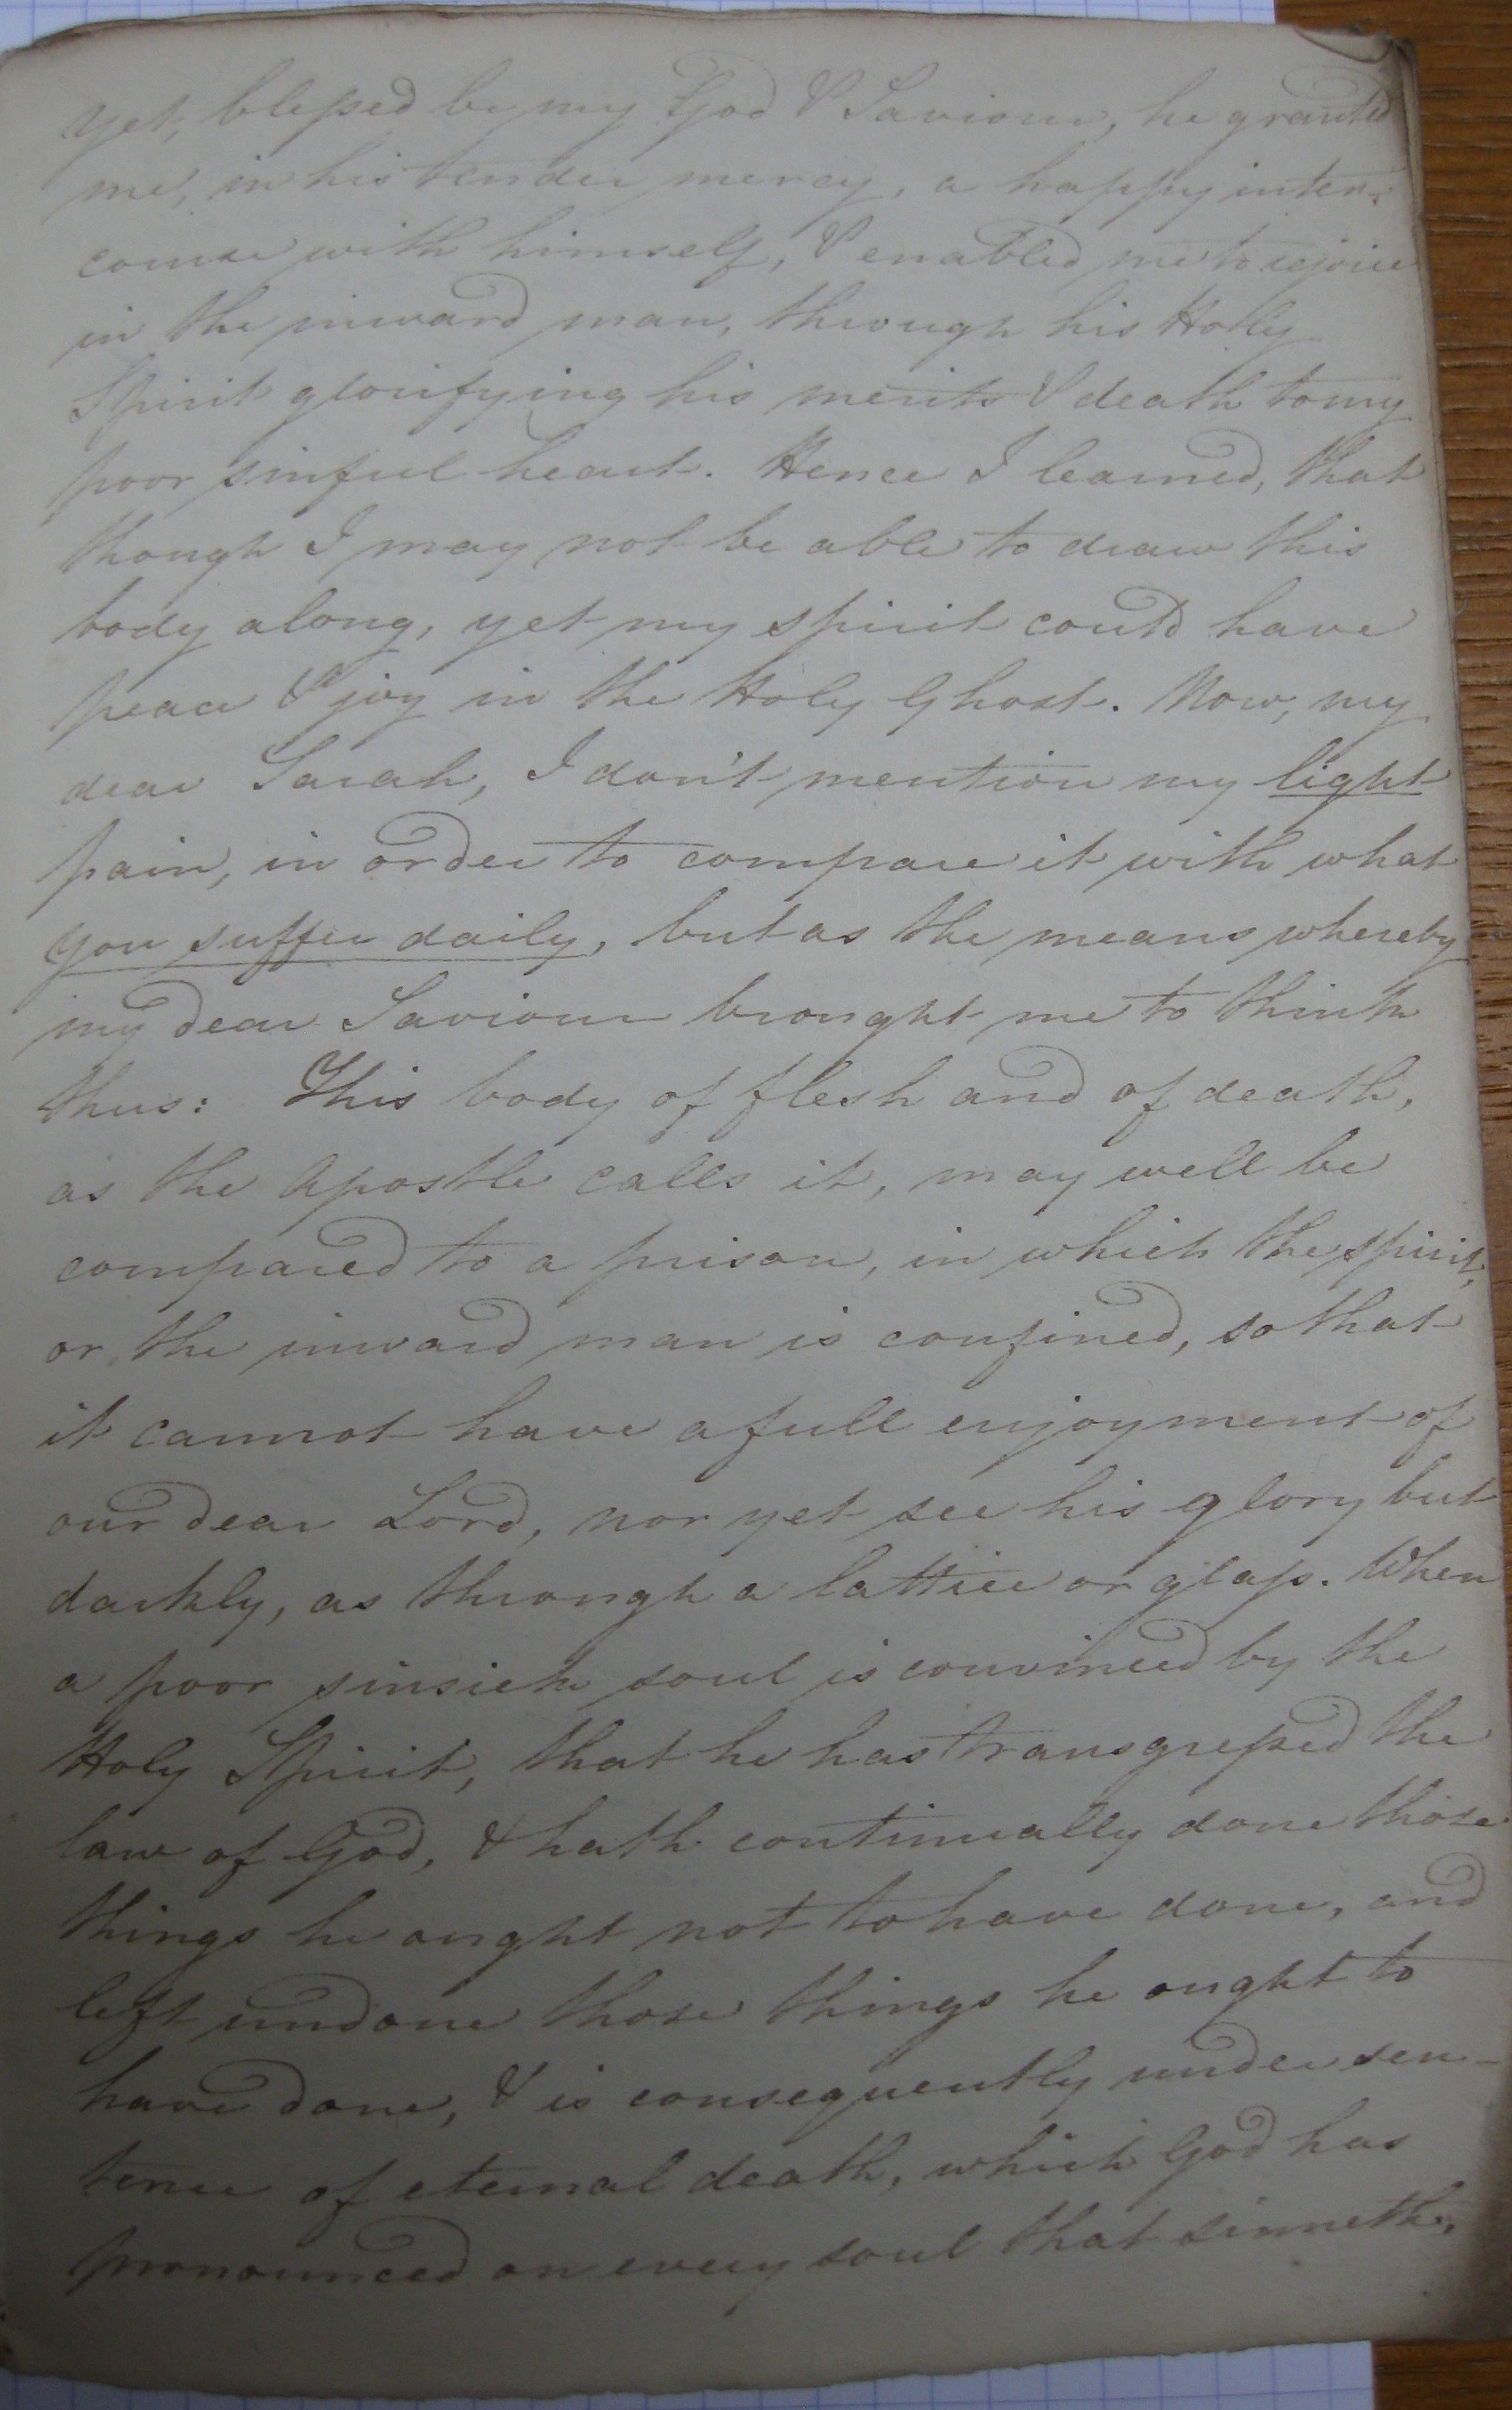 yet, blessed be my God & Saviour, he granted
me, in his tender mercy, a happy inter-
course with himself, & enabled me to rejoice
in the inward man, through his Holy
Spirit glorifying his merits & death to my
poor sinful heart. Hence I learned, that
though I may not be able to draw this
body along, yet my spirit could have
peace & joy in the Holy Ghost. Now, my
dear Sarah, I don't mention my light
pain, in order to compare it with what
you suffer daily, but as the means whereby
my dear Saviour brought me to think
thus: This body of flesh and of death,
as the Apostle calls it, may well be
compared to a prison, in which the spirit,
or the inward man is confined, so that
it cannot have a full enjoyment of
our dear Lord, nor yet see his glory but
darkly, as through a lattice or glass. When
a poor sinsick soul is convinced by the
Holy Spirit, that he has transgressed the
law of God, & hath continually done those
things he ought not to have done, and
left undone those things he ought to
have done, & is consequently under sen-
tence of eternal death, which God has
pronounced on every soul that sinneth,